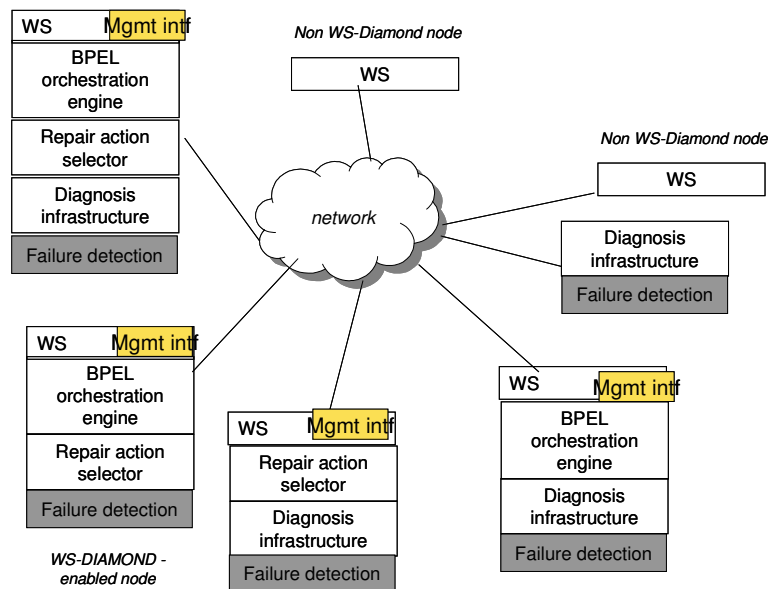 WS Mgmt intf
BPEL
orchestration
engine
Repair action
selector
Diagnosis
infrastructure
Failure detection
Non WS-Diamond node
WS
Non WS-Diamond node
WS
network
Diagnosis
infrastructure
Failure detection
WS Mgmt intf
BPEL
orchestration
engine
Repair action
selector
Failure detection
WS-DIAMOND -
enabled node
WS Mgmt intf
Repair action
selector
Diagnosis
infrastructure
Failure detection
WS Mgmt intf
BPEL
orchestration
engine
Diagnosis
infrastructure
Failure detection